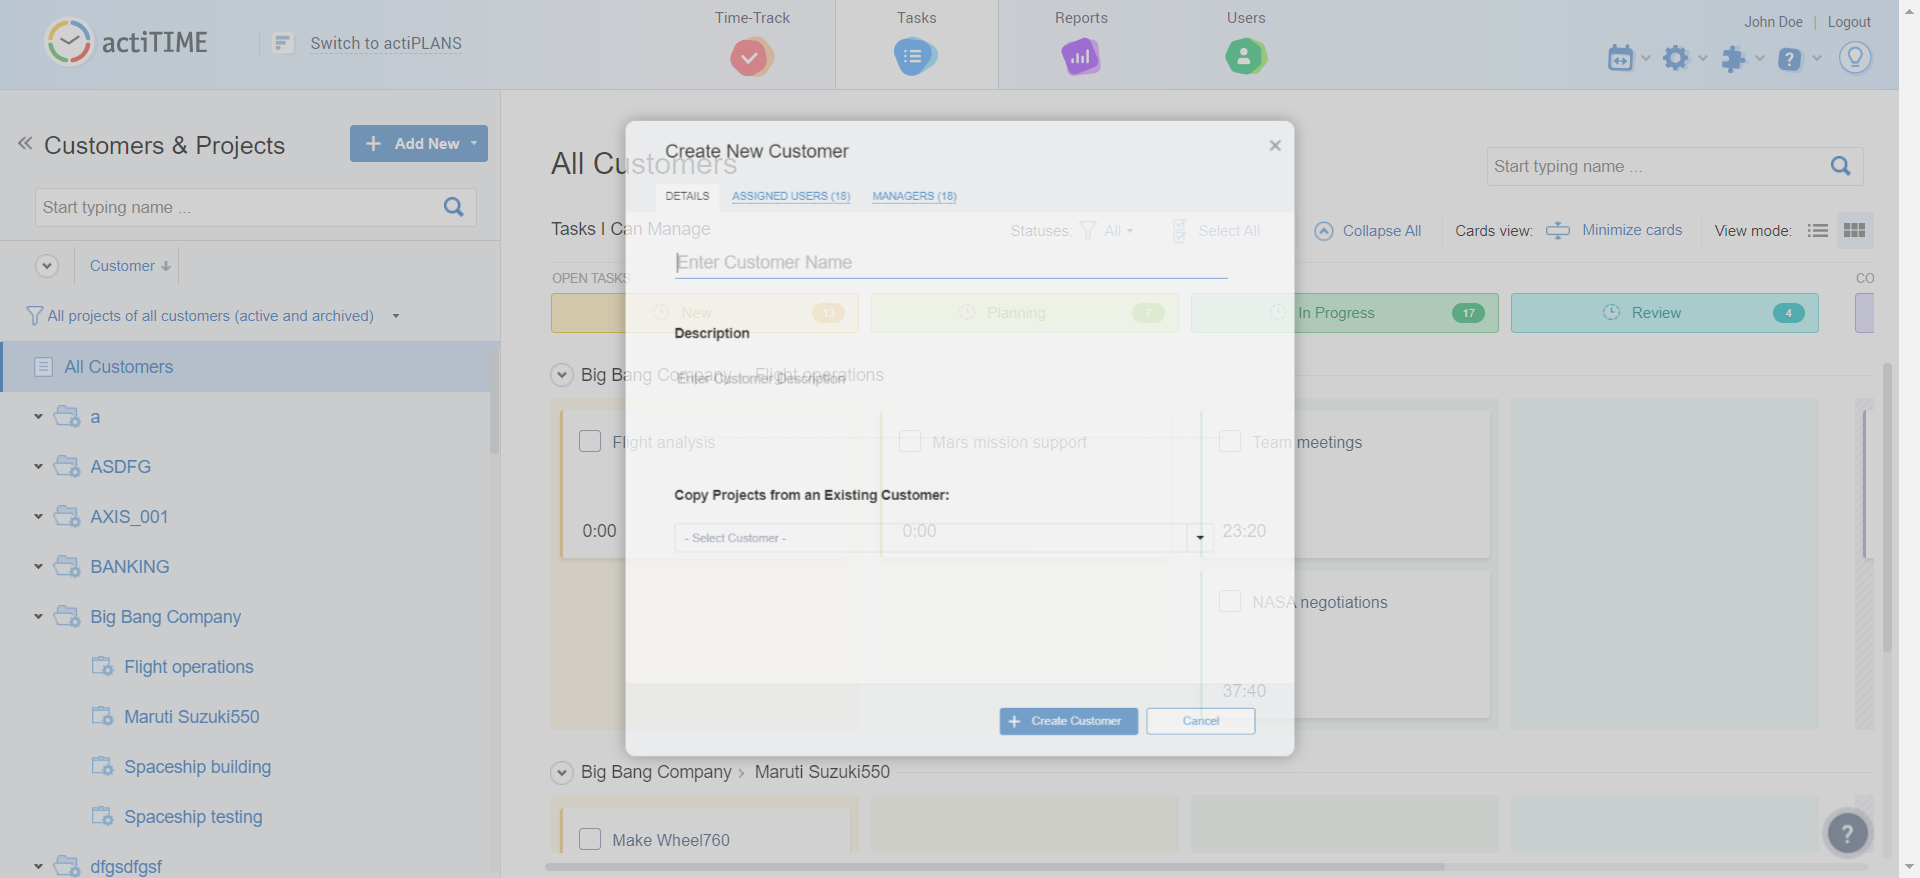 actiTIME
Switch to actiPLANS
Time-Track
Tasks
Reports
Users
John Doe | Logout
Customers & Projects
+ Add New
Start typing name ...
Customer
All projects of all customers (active and archived)
All Customers
a
ASDFG
AXIS_001
BANKING
Big Bang Company
Flight operations
Maruti Suzuki550
Spaceship building
Spaceship testing
dfgsdfgsf
All Customers
Start typing name ...
Tasks I Can Manage
Statuses: All
Select All
Collapse All
Cards view: Minimize cards
View mode:
OPEN TASKS
CO
New 13
Planning 7
In Progress 17
Review 4
Big Bang Company Flight operations
Flight analysis
0:00
Mars mission support
0:00
Team meetings
23:20
NASA negotiations
37:40
Big Bang Company › Maruti Suzuki550
Make Wheel760
Create New Customer
×
DETAILS
ASSIGNED USERS (18)
MANAGERS (18)
Enter Customer Name
Description
Enter Customer Description
Copy Projects from an Existing Customer:
- Select Customer -
+ Create Customer
Cancel
?